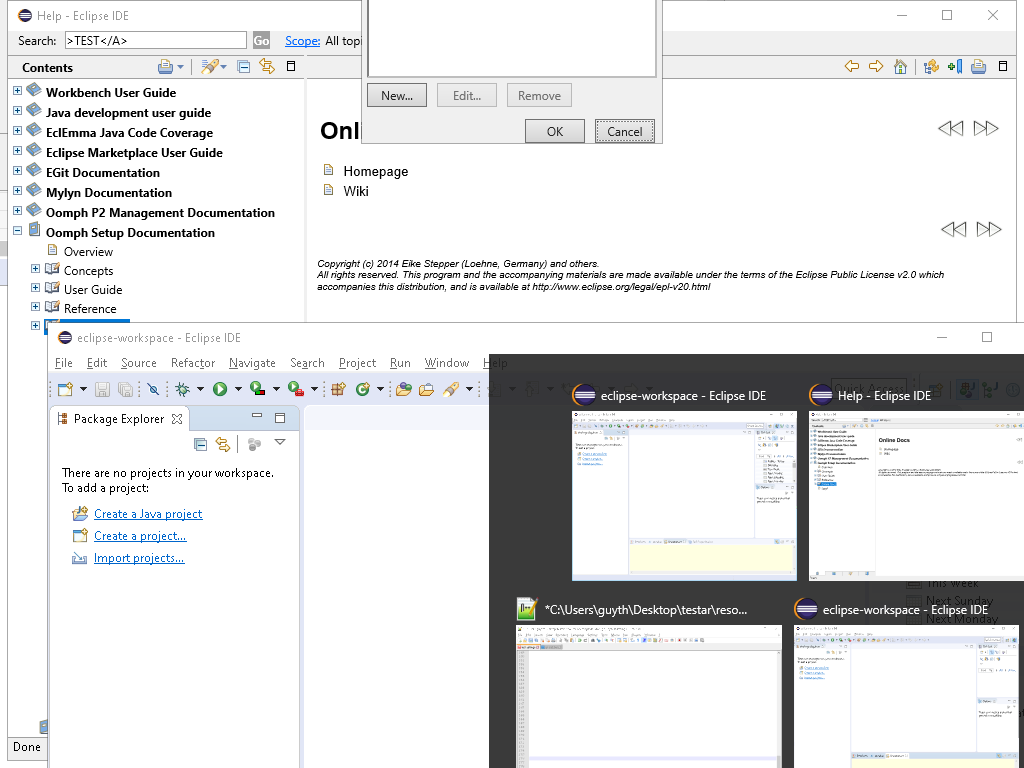 Help - Eclipse IDE
Search: >TEST</A> Go Scope: All topi
Contents
Workbench User Guide
Java development user guide
EclEmma Java Code Coverage
Eclipse Marketplace User Guide
EGit Documentation
Mylyn Documentation
Oomph P2 Management Documentation
Oomph Setup Documentation
Overview
Concepts
User Guide
Reference
New... Edit... Remove
OK Cancel
Onl
Homepage
Wiki
Copyright (c) 2014 Eike Stepper (Loehne, Germany) and others.
All rights reserved. This program and the accompanying materials are made available under the terms of the Eclipse Public License v2.0 which
accompanies this distribution, and is available at http://www.eclipse.org/legal/epl-v20.html
eclipse-workspace - Eclipse IDE
File Edit Source Refactor Navigate Search Project Run Window Help
Quick Access
Package Explorer
There are no projects in your workspace.
To add a project:
Create a Java project
Create a project...
Import projects...
eclipse-workspace - Eclipse IDE
Help - Eclipse IDE
Online Docs
This Week
Next Sunday
Next Monday
*C:\Users\guyth\Desktop\testar\reso...
eclipse-workspace - Eclipse IDE
Done